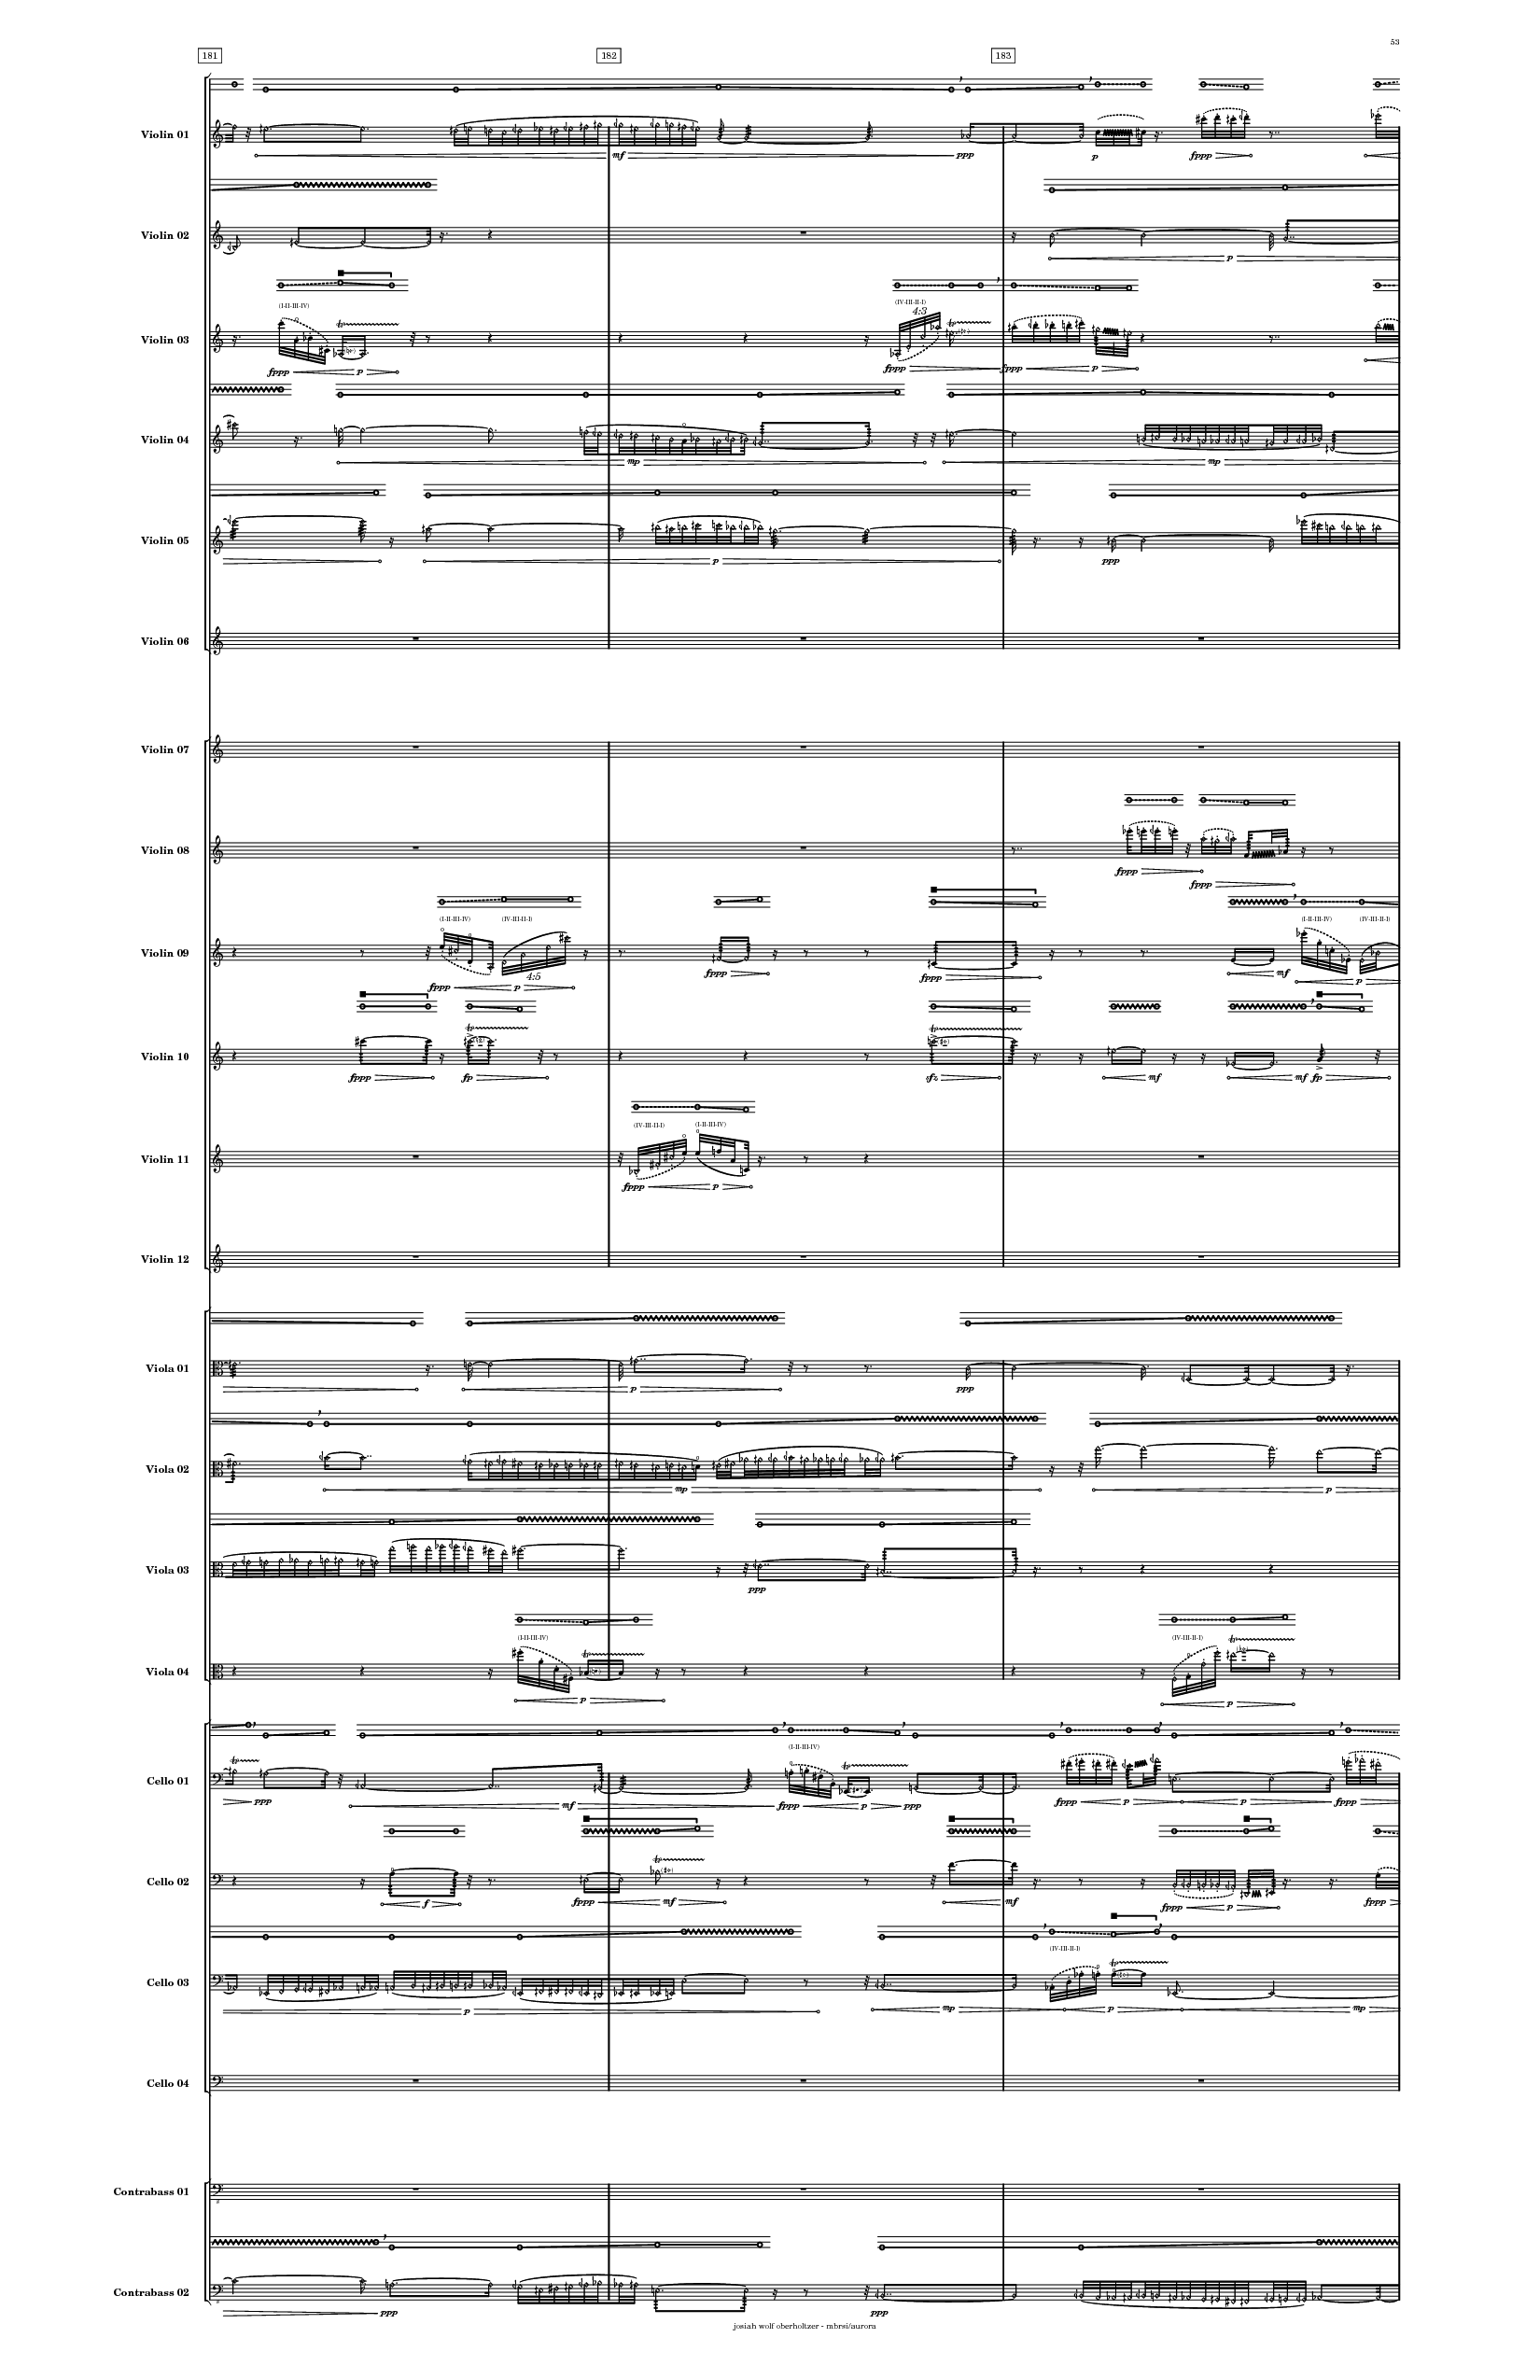 53
181 182 183
Violin 01
mf ppp p fppp
Violin 02
p
(I-II-III-IV) (IV-III-II-I)
4:3
Violin 03
fppp p fppp fppp p
Violin 04
mp mp
Violin 05
p ppp
Violin 06
Violin 07
Violin 08
fppp
fppp
(I-II-III-IV) (IV-III-II-I) (I-II-III-IV) (IV-III-II-I)
Violin 09
4:5
fppp p fppp fppp mf p
Violin 10
fppp fp sfz mf mf fp
(IV-III-II-I) (I-II-III-IV)
Violin 11
fppp p
Violin 12
Viola 01
p ppp
Viola 02
mp p
Viola 03
ppp
(I-II-III-IV) (IV-III-II-I)
Viola 04
p p
(I-II-III-IV)
Cello 01
ppp mf fppp p ppp fppp p p fppp
Cello 02
f fppp mf mf fppp p fppp
(IV-III-II-I)
Cello 03
p mp p mp
Cello 04
Contrabass 01
Contrabass 02
ppp ppp
josiah wolf oberholtzer - mbrsi/aurora